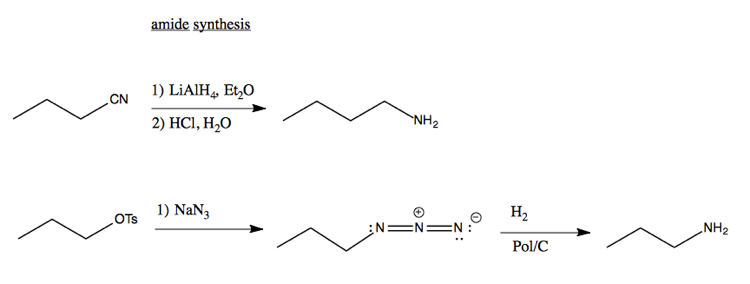 amide synthesis
CN
1) LiAlH₄, Et₂O
2) HCl, H₂O
NH₂
OTs
1) NaN₃
:N=N=N:
⊕
⊖
H₂
Pol/C
NH₂